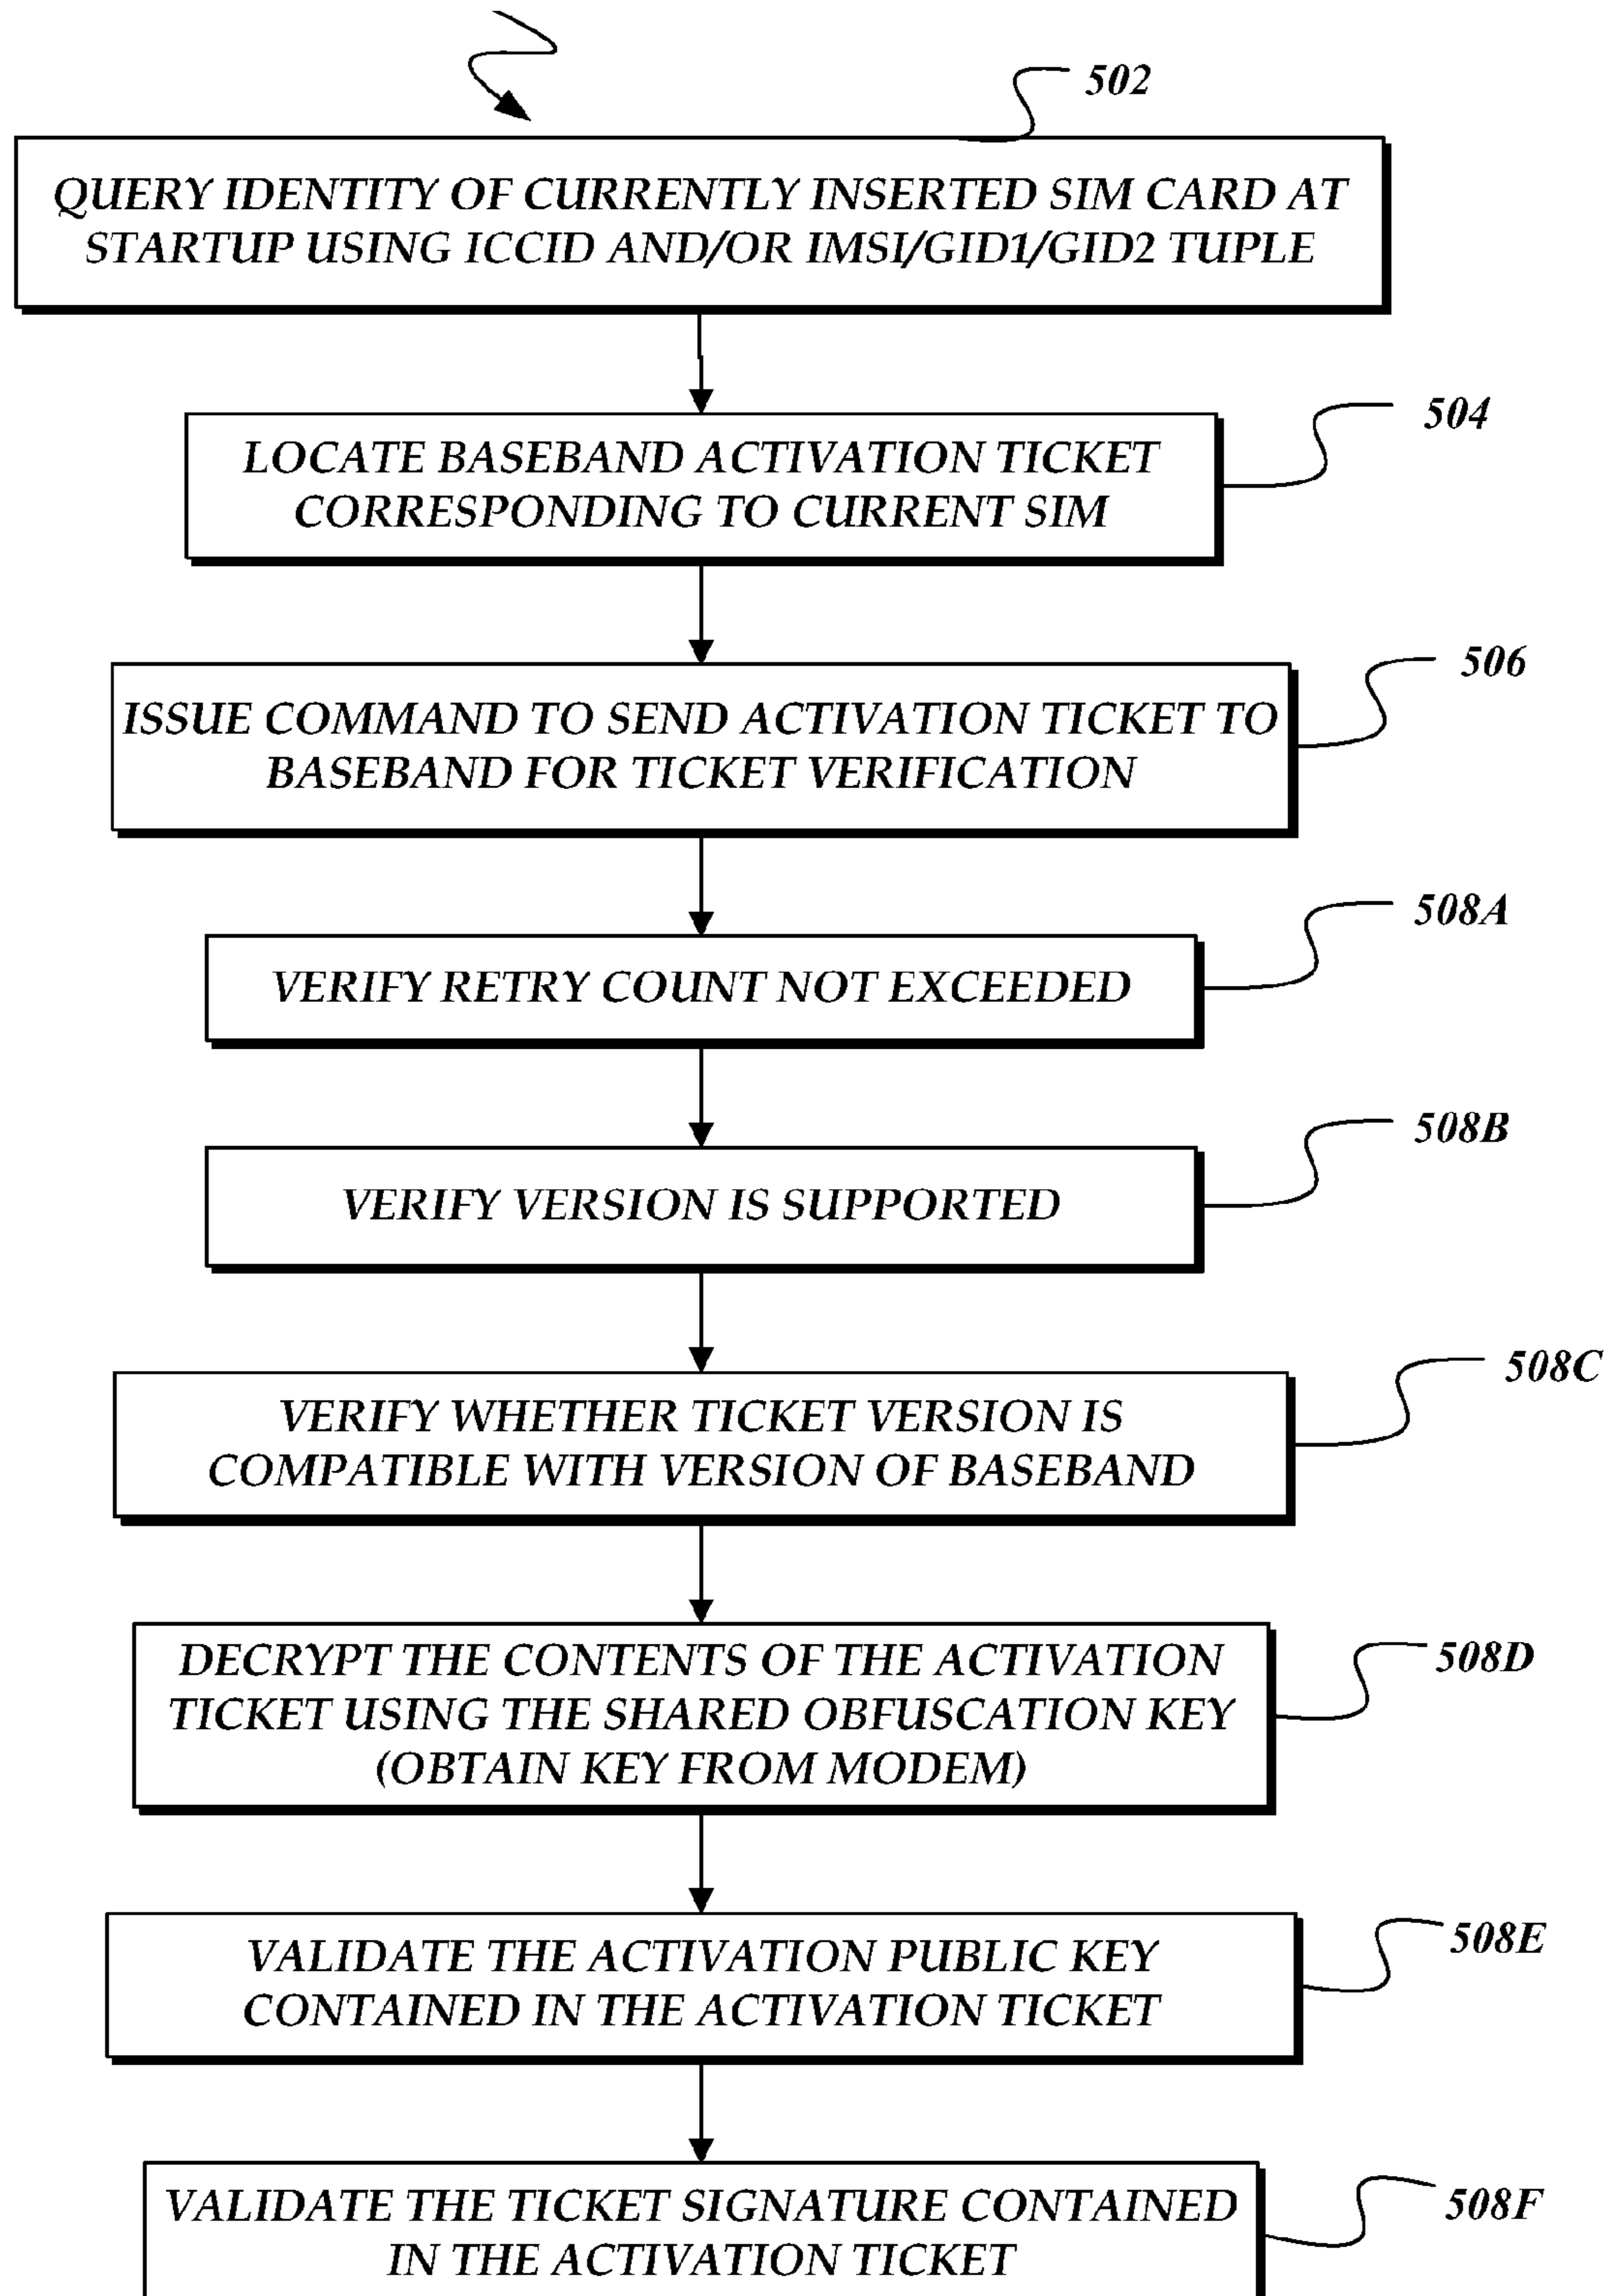 502
QUERY IDENTITY OF CURRENTLY INSERTED SIM CARD AT
STARTUP USING ICCID AND/OR IMSI/GID1/GID2 TUPLE
504
LOCATE BASEBAND ACTIVATION TICKET
CORRESPONDING TO CURRENT SIM
506
ISSUE COMMAND TO SEND ACTIVATION TICKET TO
BASEBAND FOR TICKET VERIFICATION
508A
VERIFY RETRY COUNT NOT EXCEEDED
508B
VERIFY VERSION IS SUPPORTED
508C
VERIFY WHETHER TICKET VERSION IS
COMPATIBLE WITH VERSION OF BASEBAND
508D
DECRYPT THE CONTENTS OF THE ACTIVATION
TICKET USING THE SHARED OBFUSCATION KEY
(OBTAIN KEY FROM MODEM)
508E
VALIDATE THE ACTIVATION PUBLIC KEY
CONTAINED IN THE ACTIVATION TICKET
508F
VALIDATE THE TICKET SIGNATURE CONTAINED
IN THE ACTIVATION TICKET